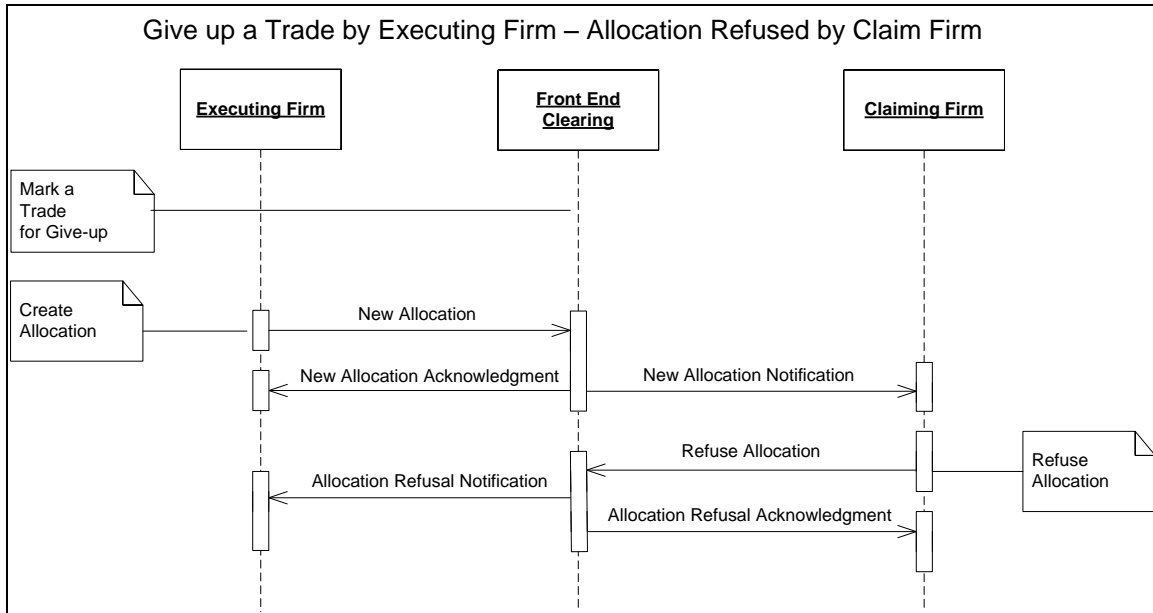 Give up a Trade by Executing Firm – Allocation Refused by Claim Firm
Executing Firm
Front End
Clearing
Claiming Firm
Mark a
Trade
for Give-up
Create
Allocation
New Allocation
New Allocation Acknowledgment
New Allocation Notification
Refuse Allocation
Refuse
Allocation
Allocation Refusal Notification
Allocation Refusal Acknowledgment